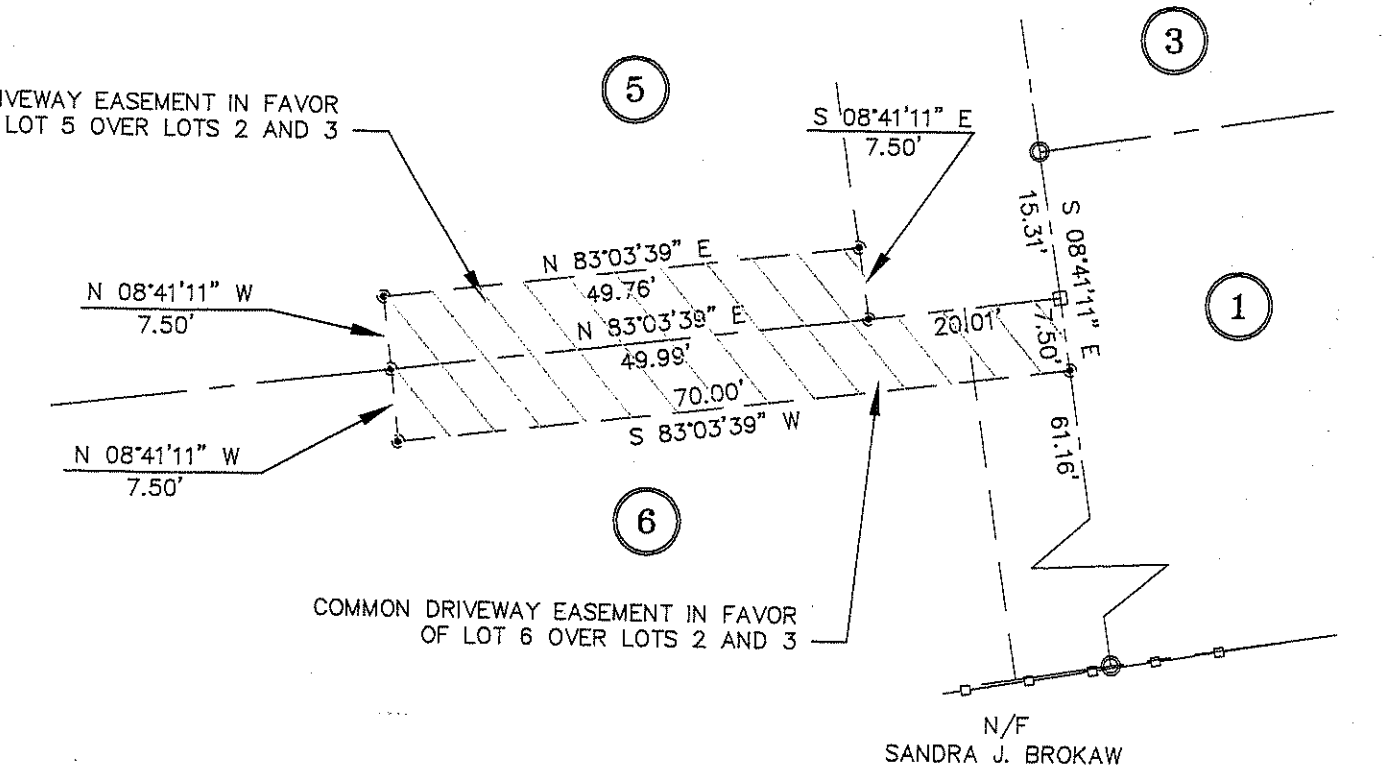 3
5
IVEWAY EASEMENT IN FAVOR
LOT 5 OVER LOTS 2 AND 3
S 08°41'11" E
7.50'
15.31'
S 08°41'11" E
N 83°03'39" E
49.76'
N 08°41'11" W
7.50'
1
N 83°03'39" E
49.99'
20.01'
7.50'
70.00'
S 83°03'39" W
N 08°41'11" W
7.50'
61.16'
6
COMMON DRIVEWAY EASEMENT IN FAVOR
OF LOT 6 OVER LOTS 2 AND 3
N/F
SANDRA J. BROKAW